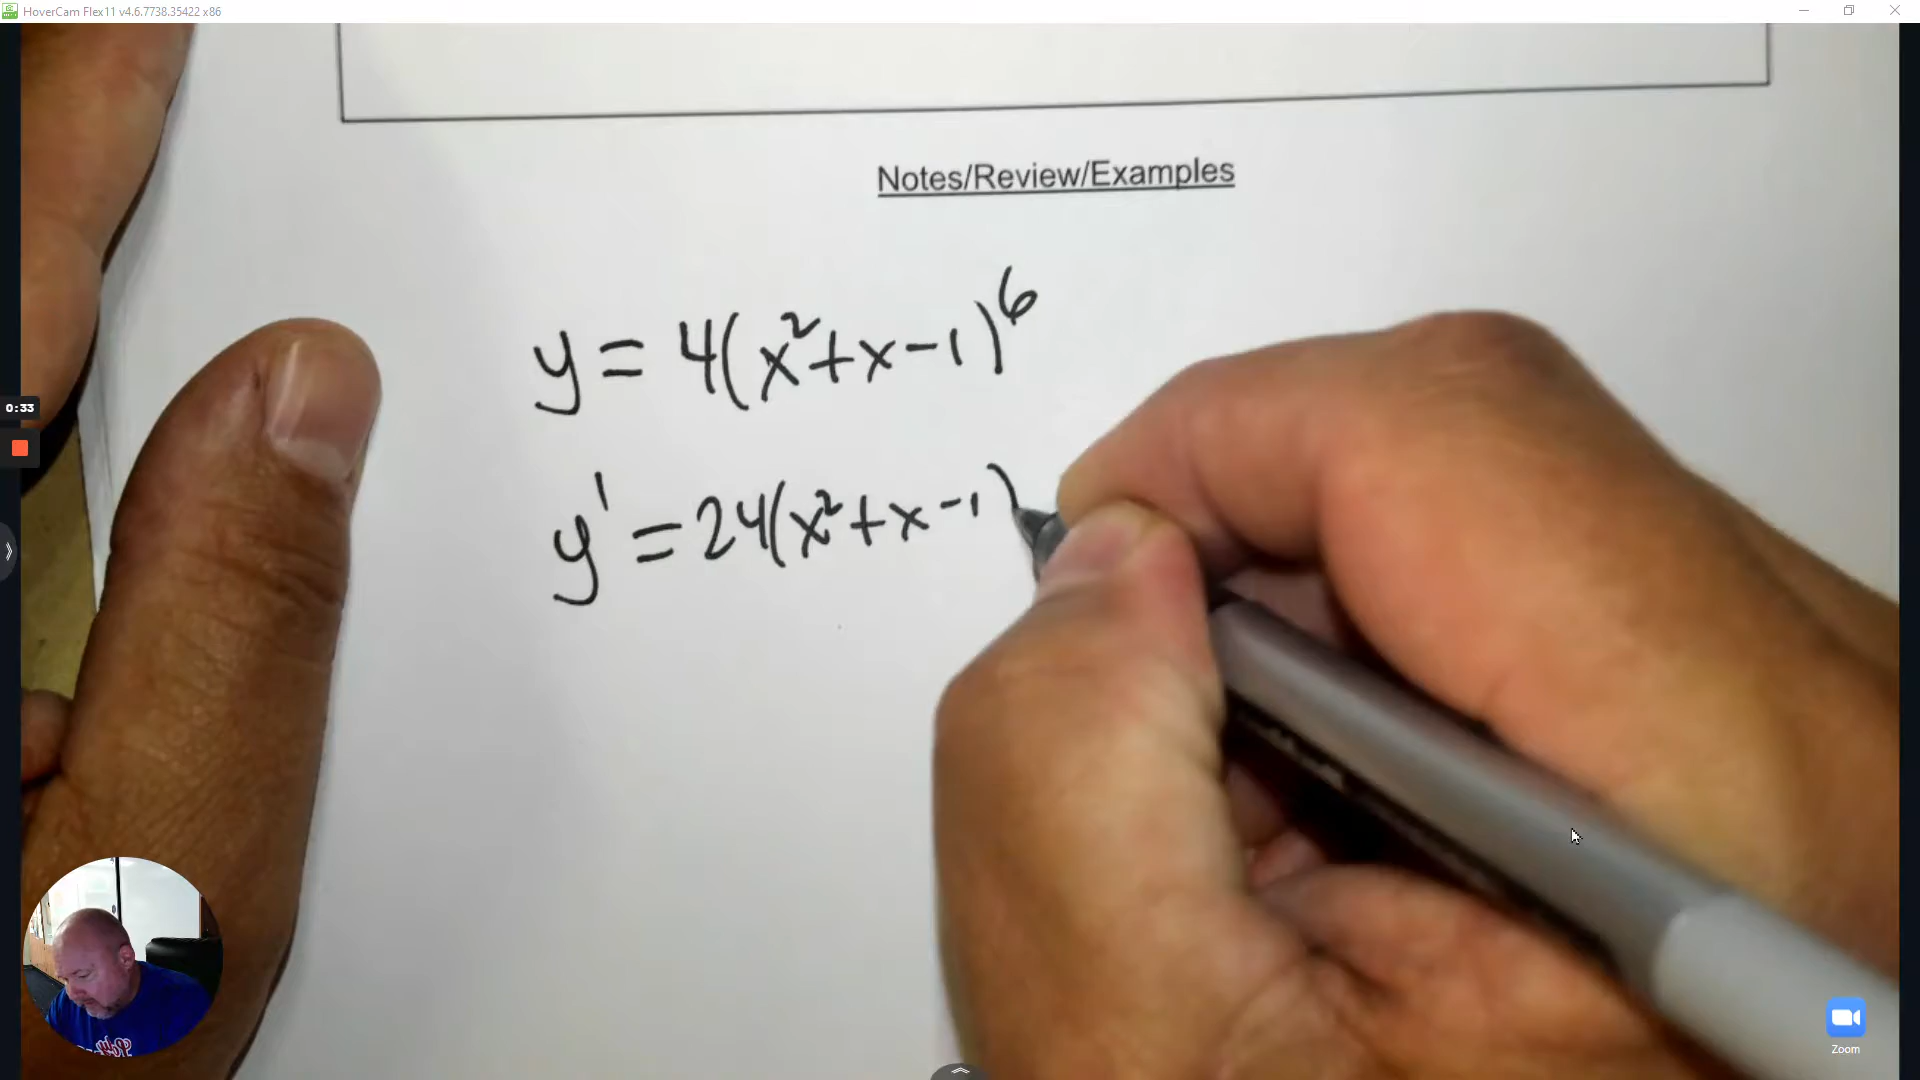 HoverCam Flex11 v4.6.7738.35422 x86
Notes/Review/Examples
y = 4(x²+x-1)⁶
0:33
y' = 24(x²+x-1)
Zoom